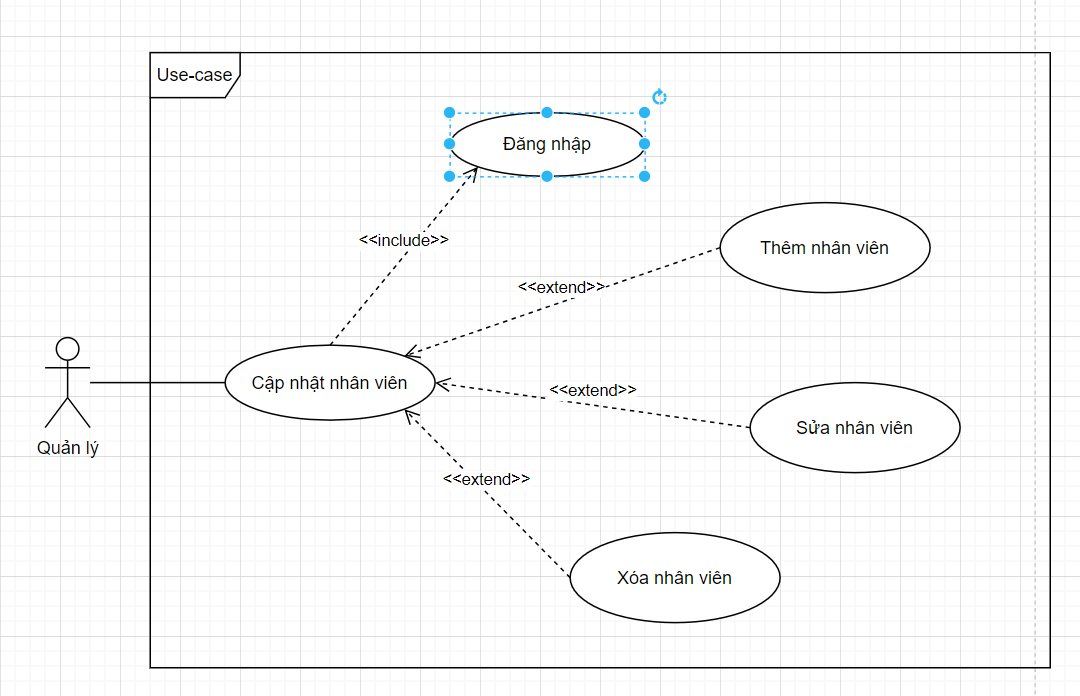 Use-case
Đăng nhập
<<include>>
Thêm nhân viên
<<extend>>
Cập nhật nhân viên
<<extend>>
Sửa nhân viên
Quản lý
<<extend>>
Xóa nhân viên